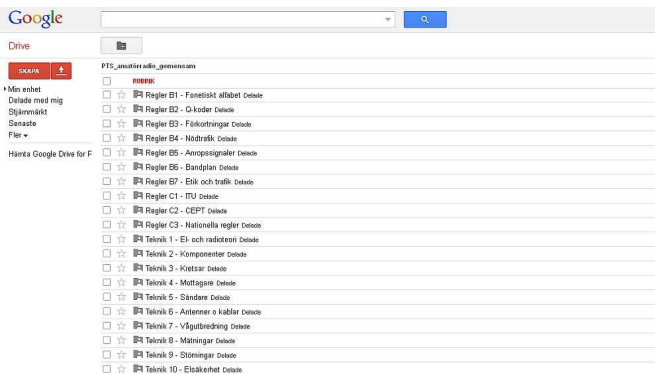 Google
Drive
SKAPA
Min enhet
Delade med mig
Stjärnmärkt
Senaste
Fler
Hämta Google Drive för F
PTS_amatörradio_gemensam
RUBRIK
Regler B1 - Fonetiskt alfabet Delade
Regler B2 - Q-koder Delade
Regler B3 - Förkortningar Delade
Regler B4 - Nödtrafik Delade
Regler B5 - Anropssignaler Delade
Regler B6 - Bandplan Delade
Regler B7 - Etik och trafik Delade
Regler C1 - ITU Delade
Regler C2 - CEPT Delade
Regler C3 - Nationella regler Delade
Teknik 1 - El- och radioteori Delade
Teknik 2 - Komponenter Delade
Teknik 3 - Kretsar Delade
Teknik 4 - Mottagare Delade
Teknik 5 - Sändare Delade
Teknik 6 - Antenner o kablar Delade
Teknik 7 - Vågutbredning Delade
Teknik 8 - Mätningar Delade
Teknik 9 - Störningar Delade
Teknik 10 - Elsäkerhet Delade